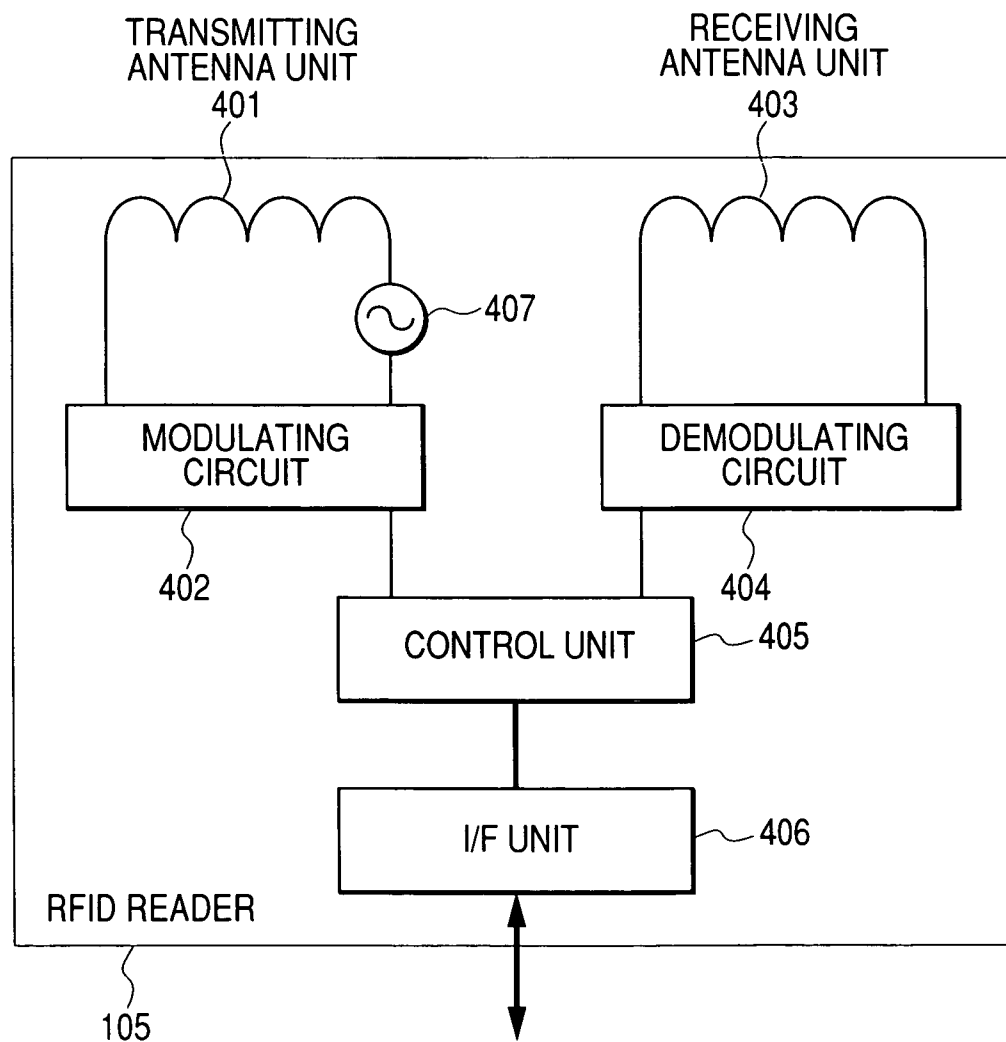 TRANSMITTING
ANTENNA UNIT
401
RECEIVING
ANTENNA UNIT
403
407
MODULATING
CIRCUIT
DEMODULATING
CIRCUIT
402
404
CONTROL UNIT
405
I/F UNIT
406
RFID READER
105